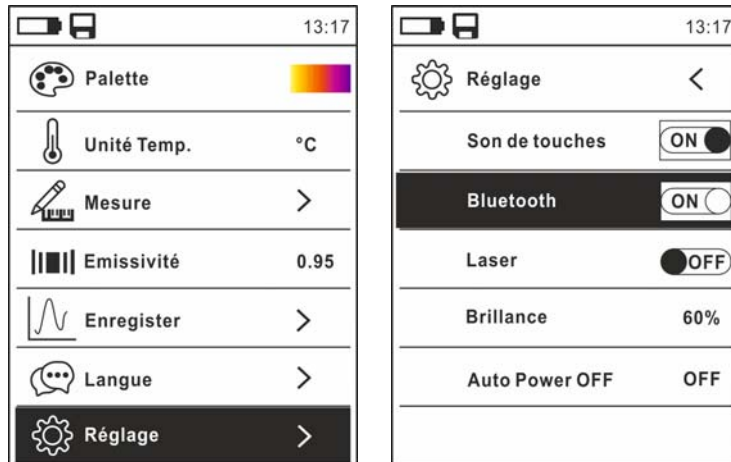 13:17
Palette
Unité Temp. °C
Mesure >
Emissivité 0.95
Enregister >
Langue >
Réglage >
13:17
Réglage <
Son de touches ON
Bluetooth ON
Laser OFF
Brillance 60%
Auto Power OFF OFF